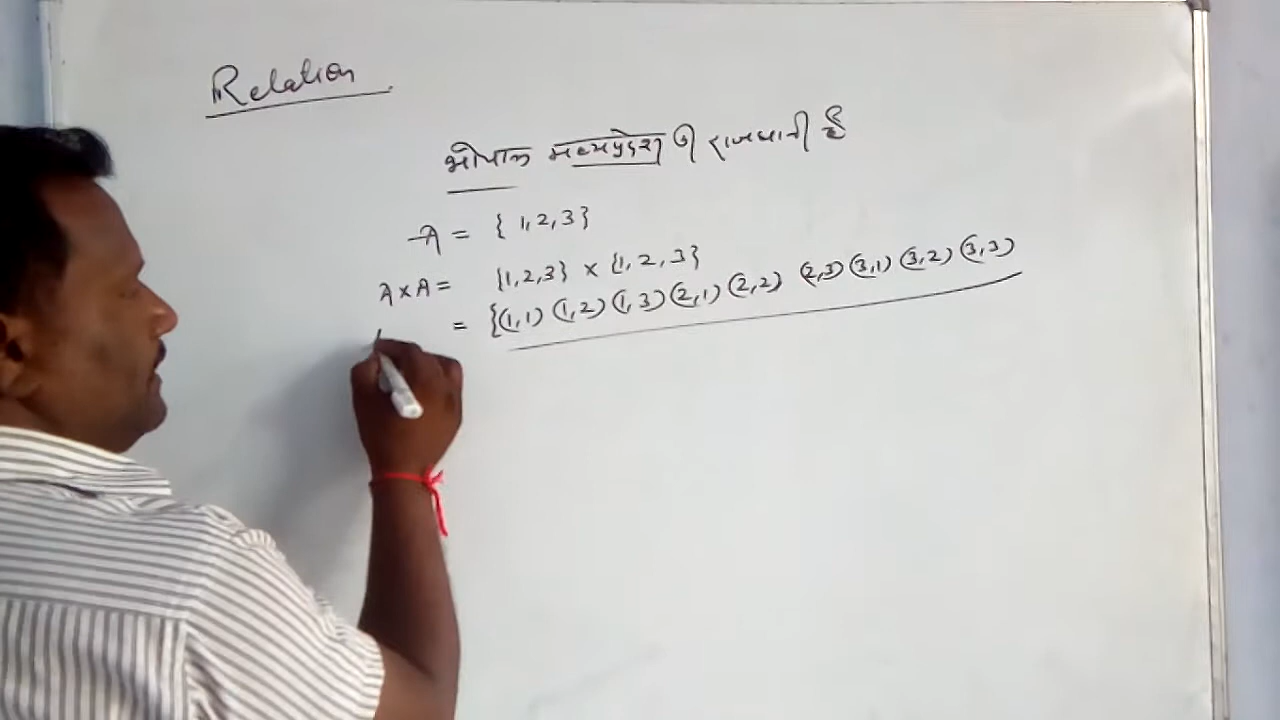 Relation
भोपाल मध्यप्रदेश की राजधानी है
A = { 1, 2, 3 }
A × A = {1, 2, 3} × {1, 2, 3}
= {(1, 1) (1, 2) (1, 3) (2, 1) (2, 2) (2, 3) (3, 1) (3, 2) (3, 3)